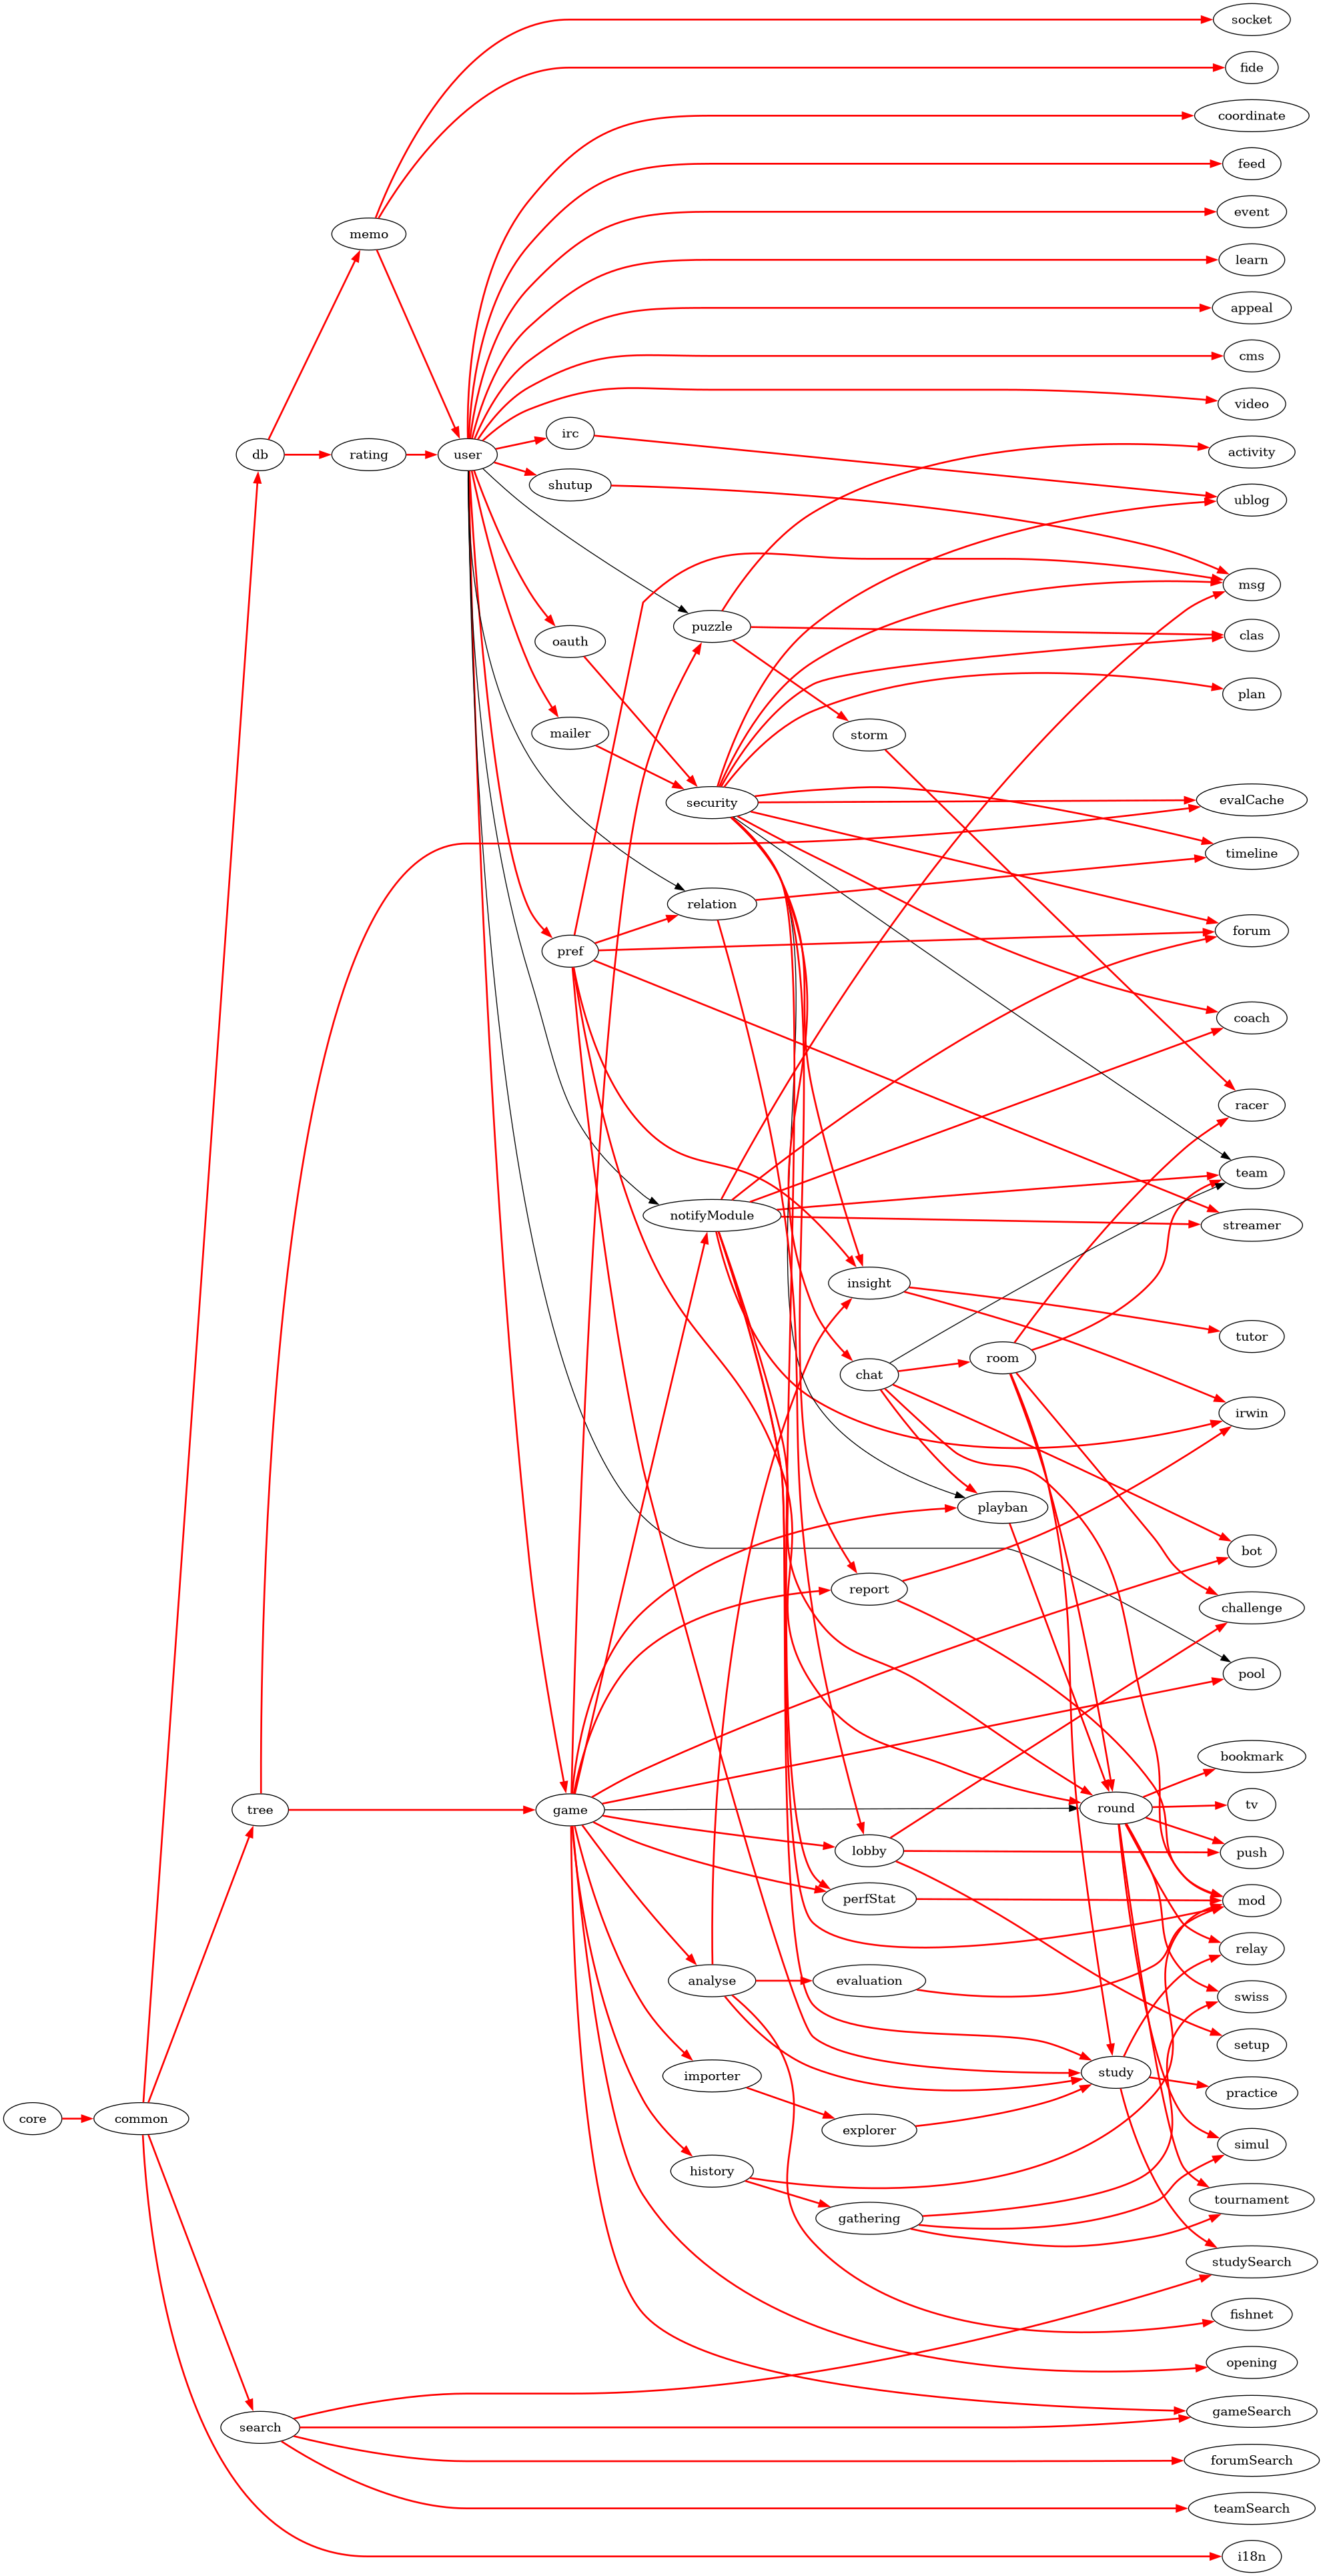 socket
fide
coordinate
feed
event
learn
appeal
memo
cms
video
irc
activity
db
rating
user
shutup
ublog
msg
puzzle
clas
oauth
plan
mailer
storm
security
evalCache
timeline
relation
forum
pref
coach
racer
team
notifyModule
streamer
insight
tutor
room
chat
irwin
playban
bot
report
challenge
pool
bookmark
tv
tree
game
round
lobby
push
perfStat
mod
relay
analyse
evaluation
swiss
setup
importer
study
practice
core
common
explorer
simul
history
tournament
gathering
studySearch
fishnet
opening
gameSearch
search
forumSearch
teamSearch
i18n